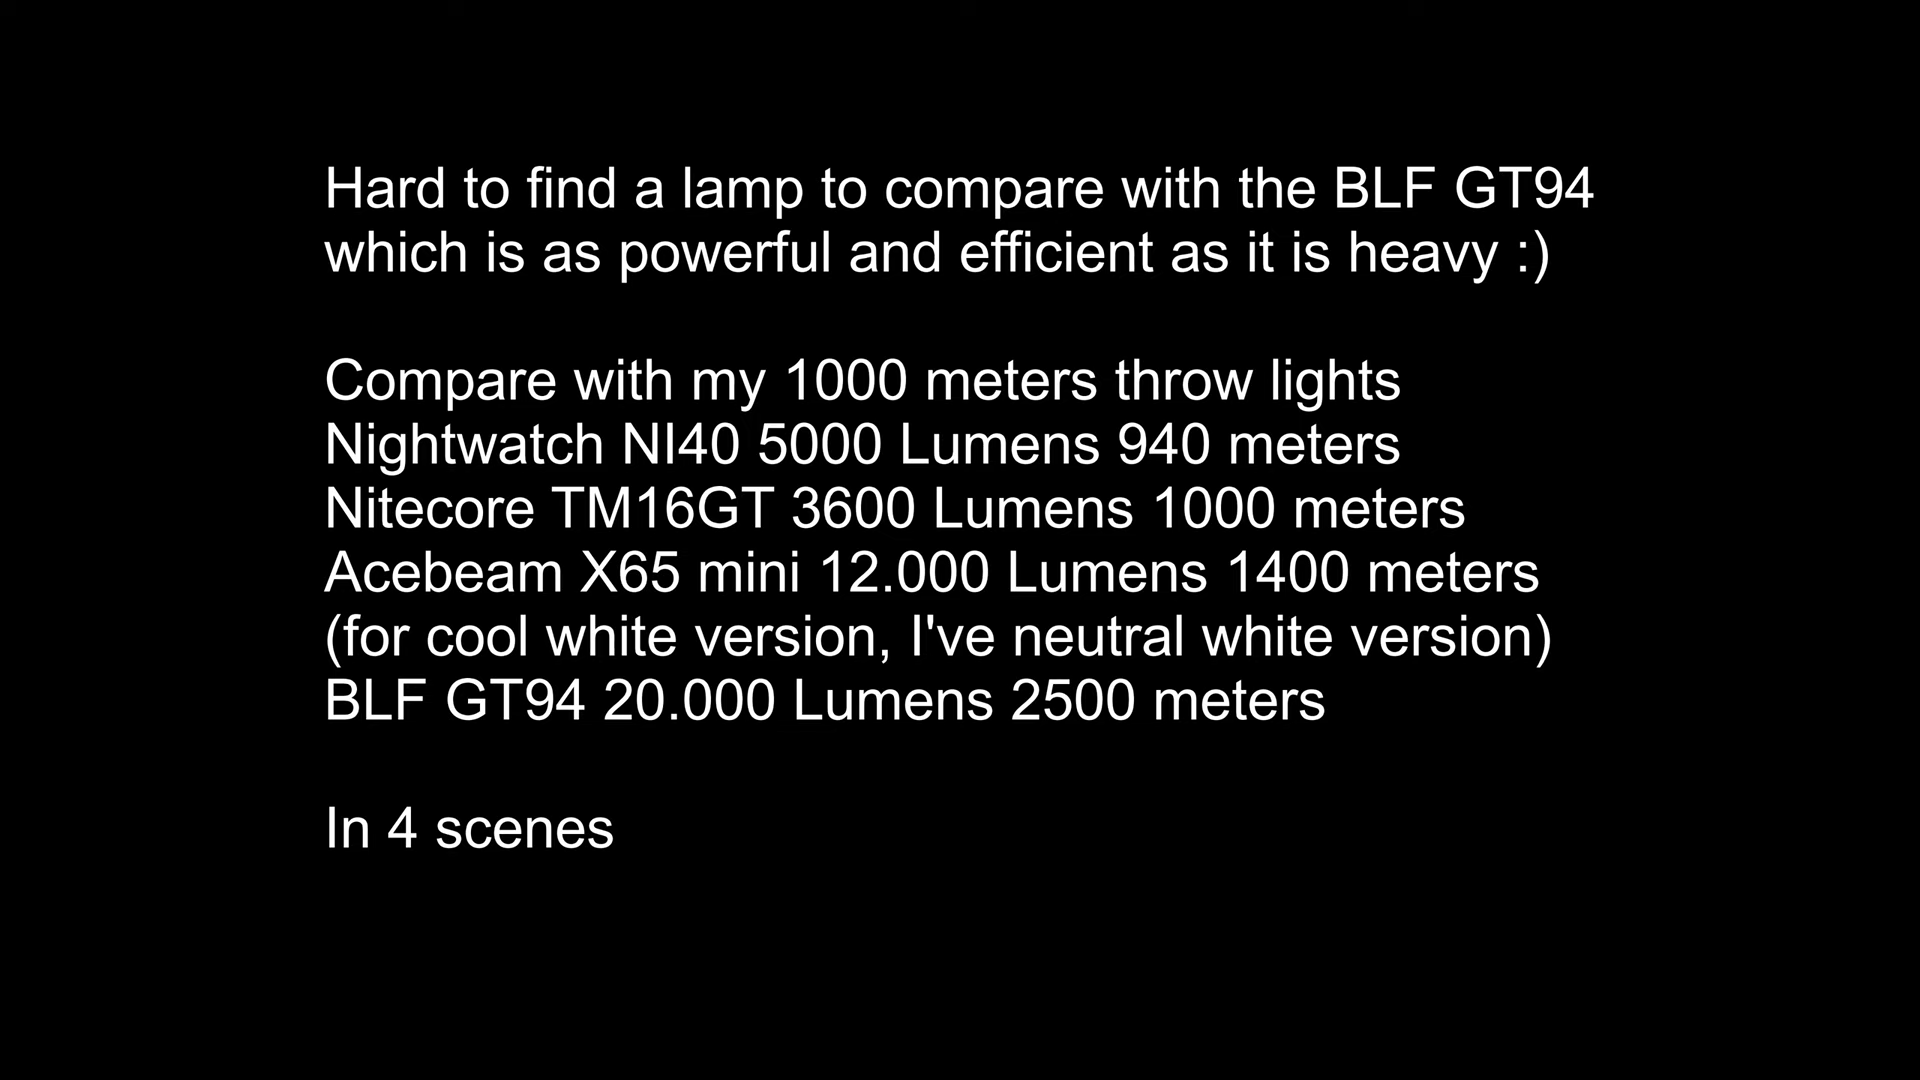 Hard to find a lamp to compare with the BLF GT94
which is as powerful and efficient as it is heavy :)
Compare with my 1000 meters throw lights
Nightwatch NI40 5000 Lumens 940 meters
Nitecore TM16GT 3600 Lumens 1000 meters
Acebeam X65 mini 12.000 Lumens 1400 meters
(for cool white version, I've neutral white version)
BLF GT94 20.000 Lumens 2500 meters
In 4 scenes